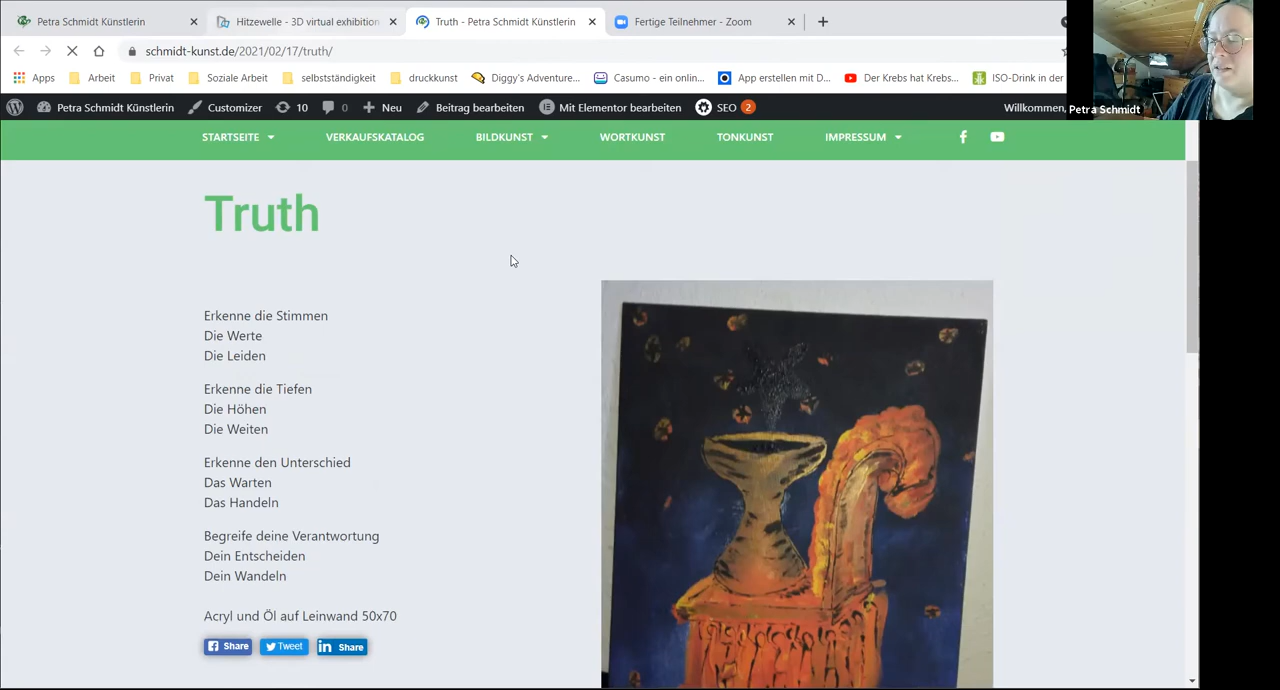 Petra Schmidt Künstlerin
Hitzewelle - 3D virtual exhibition
Truth - Petra Schmidt Künstlerin
Fertige Teilnehmer - Zoom
schmidt-kunst.de/2021/02/17/truth/
Apps
Arbeit
Privat
Soziale Arbeit
selbstständigkeit
druckkunst
Diggy's Adventure...
Casumo - ein onlin...
App erstellen mit D...
Der Krebs hat Krebs...
ISO-Drink in der
Petra Schmidt Künstlerin
Customizer
10
0
Neu
Beitrag bearbeiten
Mit Elementor bearbeiten
SEO
2
Willkommen,
Petra Schmidt
STARTSEITE
VERKAUFSKATALOG
BILDKUNST
WORTKUNST
TONKUNST
IMPRESSUM
Truth
Erkenne die Stimmen
Die Werte
Die Leiden
Erkenne die Tiefen
Die Höhen
Die Weiten
Erkenne den Unterschied
Das Warten
Das Handeln
Begreife deine Verantwortung
Dein Entscheiden
Dein Wandeln
Acryl und Öl auf Leinwand 50x70
Share
Tweet
Share